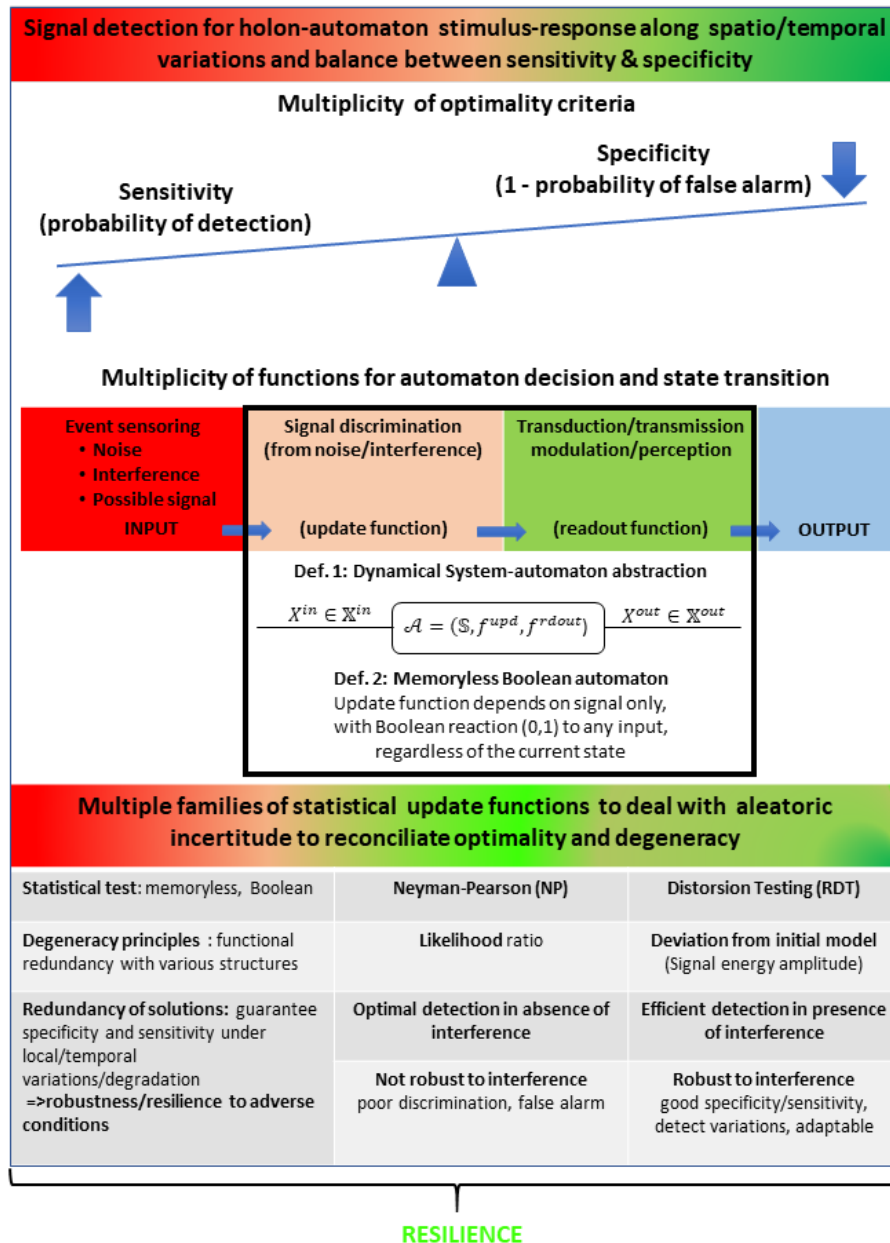 Signal detection for holon-automaton stimulus-response along spatio/temporal
variations and balance between sensitivity & specificity
Multiplicity of optimality criteria
Specificity
(1 - probability of false alarm)
Sensitivity
(probability of detection)
Multiplicity of functions for automaton decision and state transition
Event sensoring
• Noise
• Interference
• Possible signal
INPUT
Signal discrimination
(from noise/interference)
(update function)
Transduction/transmission
modulation/perception
(readout function)
OUTPUT
Def. 1: Dynamical System-automaton abstraction
X^{in} ∈ 𝕏^{in}
𝒜 = (𝕊, f^{upd}, f^{rdout})
X^{out} ∈ 𝕏^{out}
Def. 2: Memoryless Boolean automaton
Update function depends on signal only,
with Boolean reaction (0,1) to any input,
regardless of the current state
Multiple families of statistical update functions to deal with aleatoric
incertitude to reconciliate optimality and degeneracy
Statistical test: memoryless, Boolean
Neyman-Pearson (NP)
Distorsion Testing (RDT)
Degeneracy principles : functional
redundancy with various structures
Likelihood ratio
Deviation from initial model
(Signal energy amplitude)
Redundancy of solutions: guarantee
specificity and sensitivity under
local/temporal
variations/degradation
=>robustness/resilience to adverse
conditions
Optimal detection in absence of
interference
Efficient detection in presence
of interference
Not robust to interference
poor discrimination, false alarm
Robust to interference
good specificity/sensitivity,
detect variations, adaptable
RESILIENCE